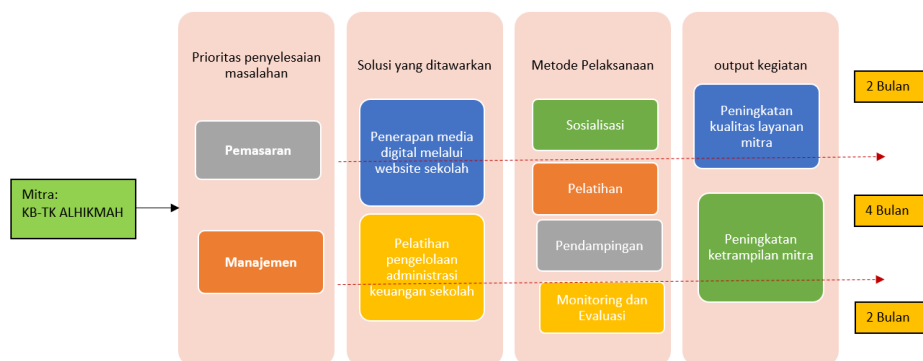 Mitra:
KB-TK ALHIKMAH
Prioritas penyelesaian
masalahan
Pemasaran
Manajemen
Solusi yang ditawarkan
Penerapan media
digital melalui
website sekolah
Pelatihan
pengelolaan
administrasi
keuangan sekolah
Metode Pelaksanaan
Sosialisasi
Pelatihan
Pendampingan
Monitoring dan
Evaluasi
output kegiatan
Peningkatan
kualitas layanan
mitra
Peningkatan
ketrampilan mitra
2 Bulan
4 Bulan
2 Bulan